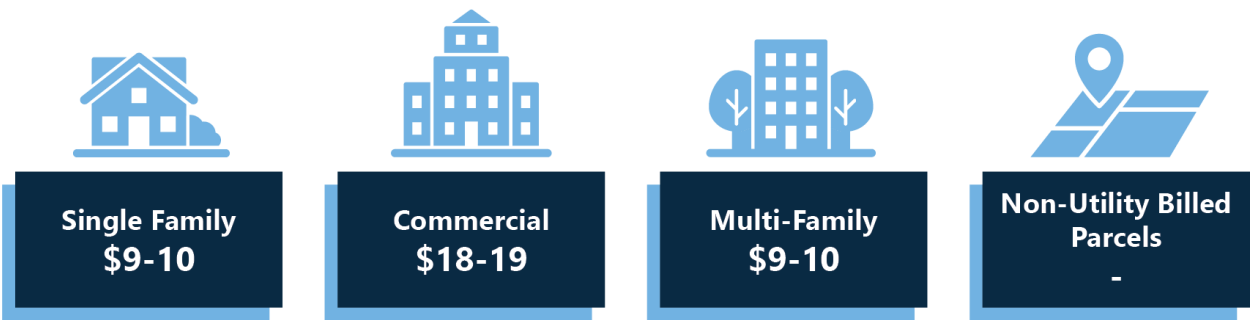 Single Family
$9-10
Commercial
$18-19
Multi-Family
$9-10
Non-Utility Billed
Parcels
-